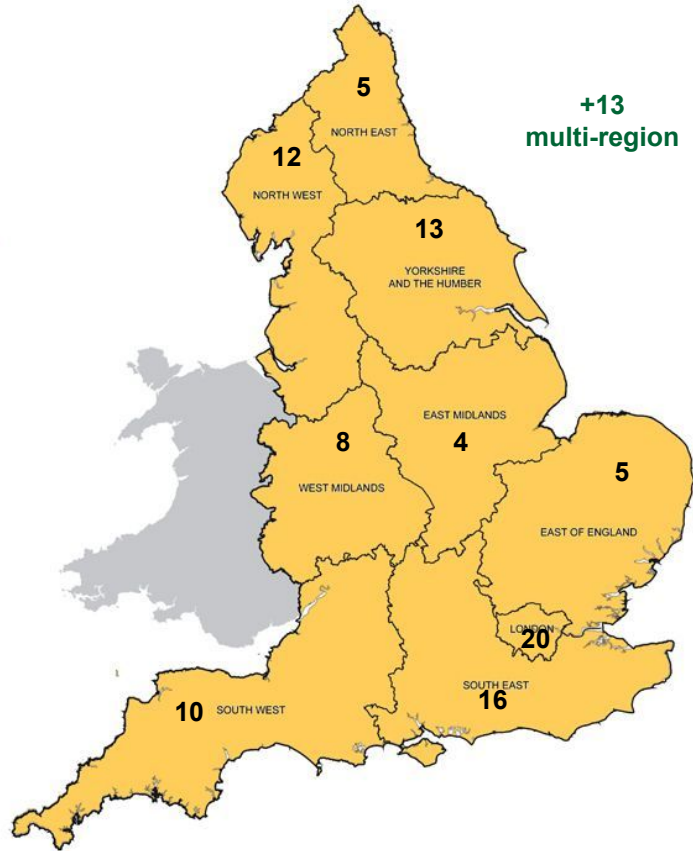 5
NORTH EAST
+13
multi-region
12
NORTH WEST
13
YORKSHIRE
AND THE HUMBER
EAST MIDLANDS
4
8
WEST MIDLANDS
5
EAST OF ENGLAND
LONDON
20
SOUTH EAST
16
10 SOUTH WEST